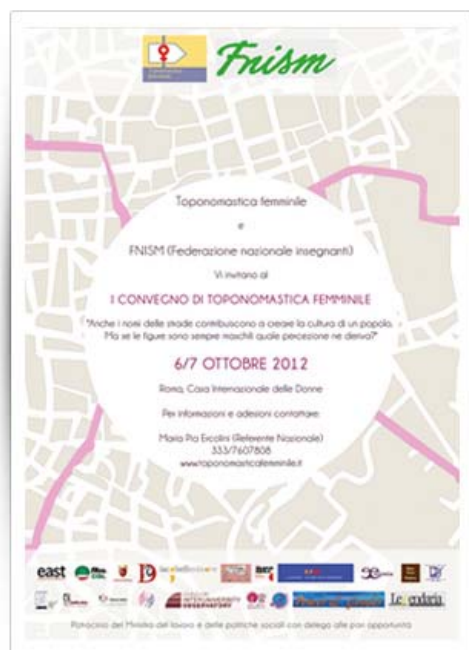 Fnism
Toponomastica femminile
e
FNISM (Federazione nazionale insegnanti)
Vi invitano al
I CONVEGNO DI TOPONOMASTICA FEMMINILE
"Anche i nomi delle strade contribuiscono a creare la cultura di un popolo.
Ma se le figure sono sempre maschili quale percezione ne deriva?"
6/7 OTTOBRE 2012
Roma, Casa Internazionale delle Donne
Per informazioni e adesioni contattare:
Maria Pia Ercolini (Referente Nazionale)
333/7607808
www.toponomasticafemminile.it
east
INTERUNIVERSITY
OBSERVATORY
Leggendaria
Patrocinio del Ministro del lavoro e delle politiche sociali con delega alle pari opportunità